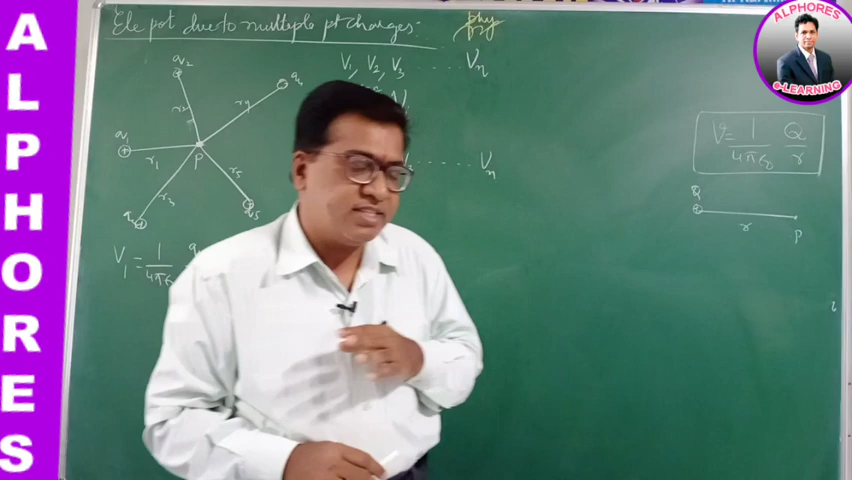 ALPHORES
Ele pot due to multiple pt charges.
phy
ALPHORES
e-LEARNING
V₁, V₂, V₃ ..... Vₙ
q₂
q₄
r₂
r₄
q₁
r₁
P
r₅
r₃
q₅
..... Vₙ
V₁ = 1/4πε₀ q
V = 1/4πε₀ Q/r
Q
r
P